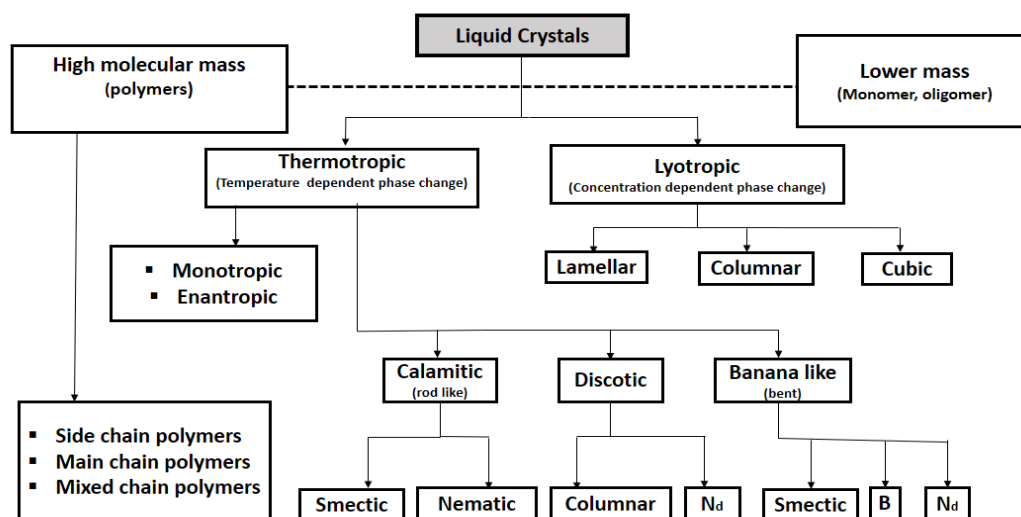 Liquid Crystals
High molecular mass
(polymers)
Lower mass
(Monomer, oligomer)
Thermotropic
(Temperature dependent phase change)
Lyotropic
(Concentration dependent phase change)
▪ Monotropic
▪ Enantropic
Lamellar
Columnar
Cubic
Calamitic
(rod like)
Discotic
Banana like
(bent)
▪ Side chain polymers
▪ Main chain polymers
▪ Mixed chain polymers
Smectic
Nematic
Columnar
Nd
Smectic
B
Nd